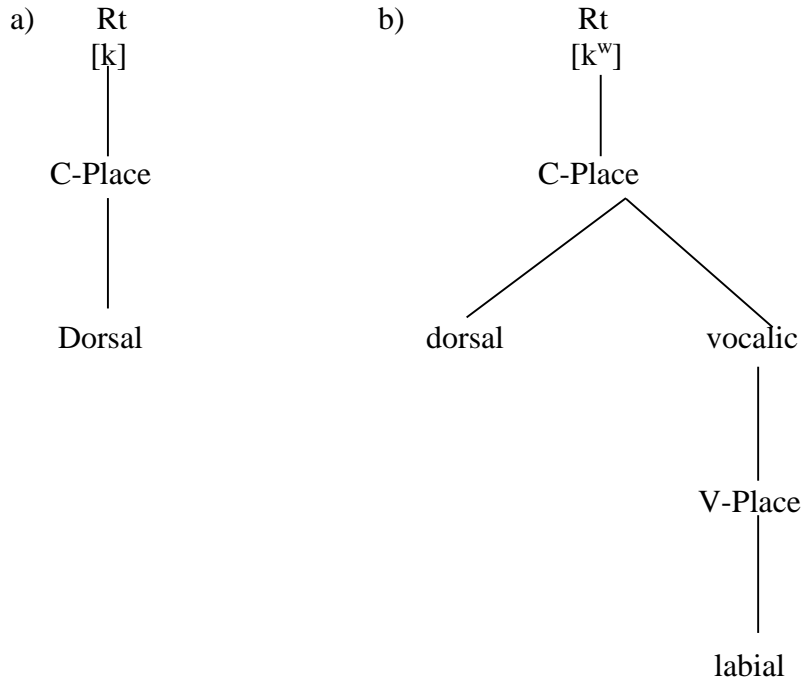 a) Rt b) Rt
[k] [kʷ]
C-Place C-Place
Dorsal dorsal vocalic
V-Place
labial